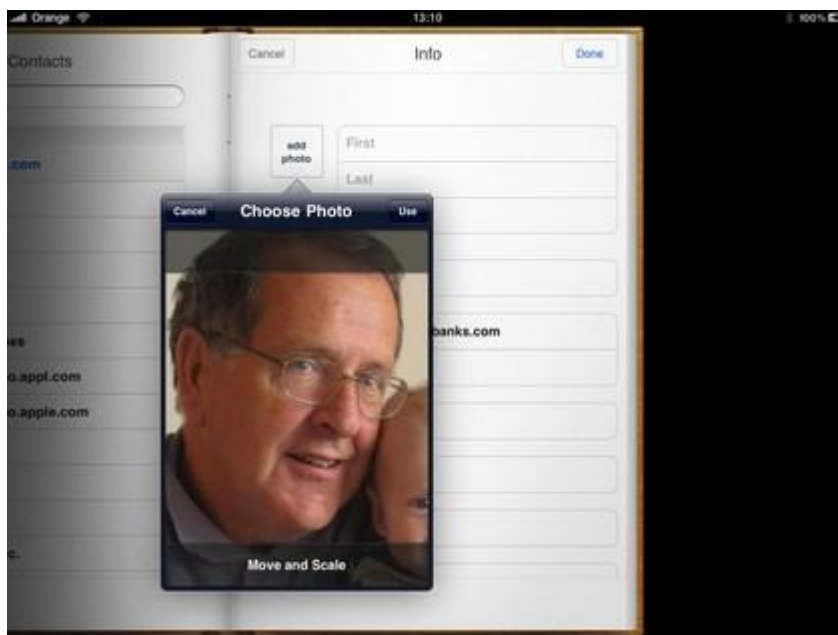 Orange
13:10
100%
Contacts
Cancel
Info
Done
add
photo
First
Last
.com
Cancel
Choose Photo
Use
banks.com
es
o.appl.com
o.apple.com
c.
Move and Scale